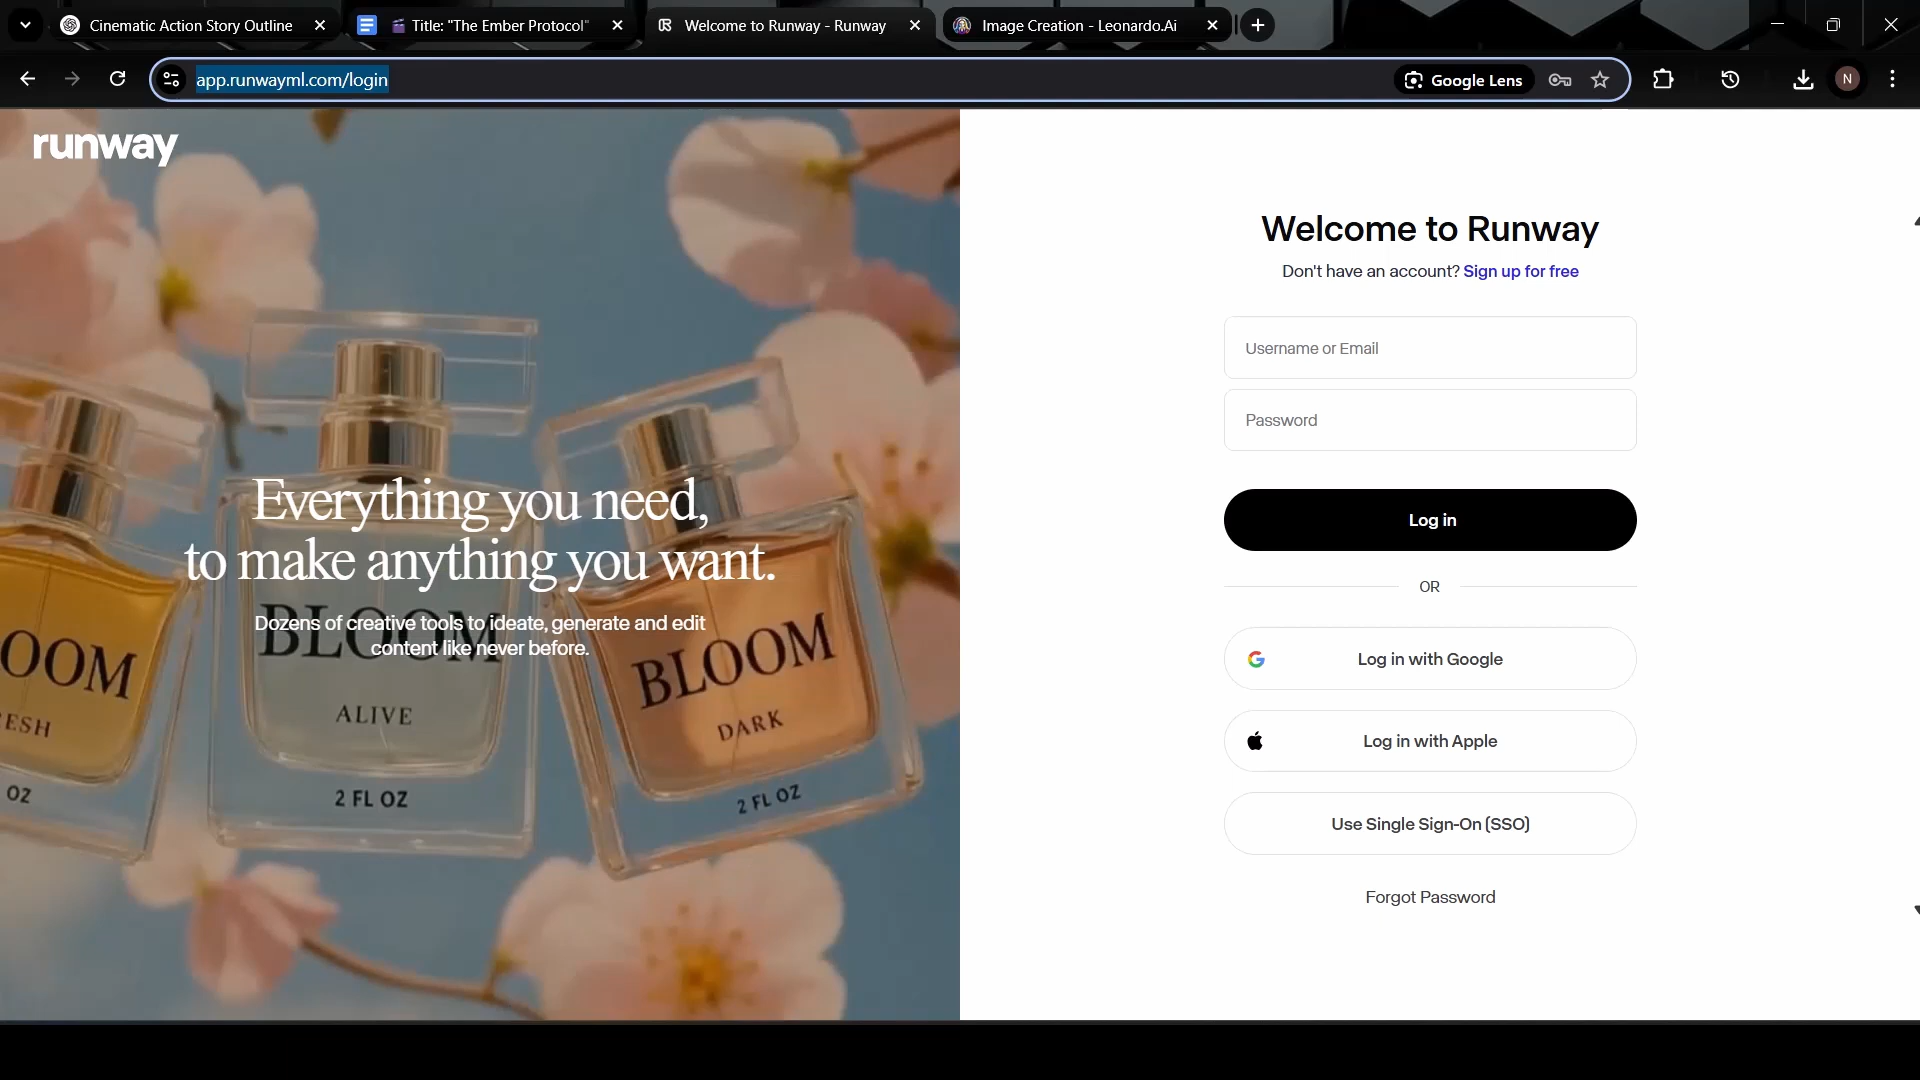 Cinematic Action Story Outline
Title: "The Ember Protocol"
Welcome to Runway - Runway
Image Creation - Leonardo.Ai
app.runwayml.com/login
Google Lens
N
runway
Everything you need,
to make anything you want.
Dozens of creative tools to ideate, generate and edit
content like never before.
OOM
ESH
OZ
BLOOM
ALIVE
2 FL OZ
BLOOM
DARK
2 FL OZ
Welcome to Runway
Don't have an account? Sign up for free
Username or Email
Password
Log in
OR
Log in with Google
Log in with Apple
Use Single Sign-On (SSO)
Forgot Password